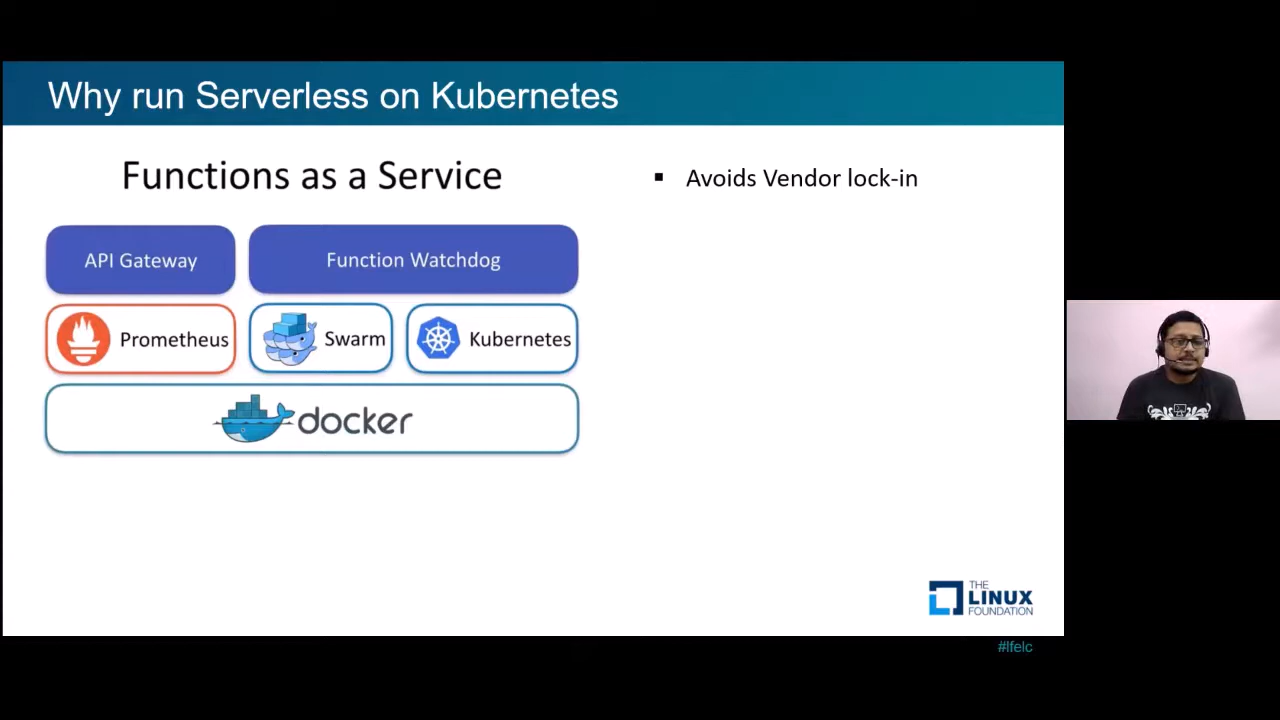 Why run Serverless on Kubernetes
Functions as a Service
API Gateway
Function Watchdog
Prometheus
Swarm
Kubernetes
docker
▪ Avoids Vendor lock-in
THE
LINUX
FOUNDATION
#lfelc